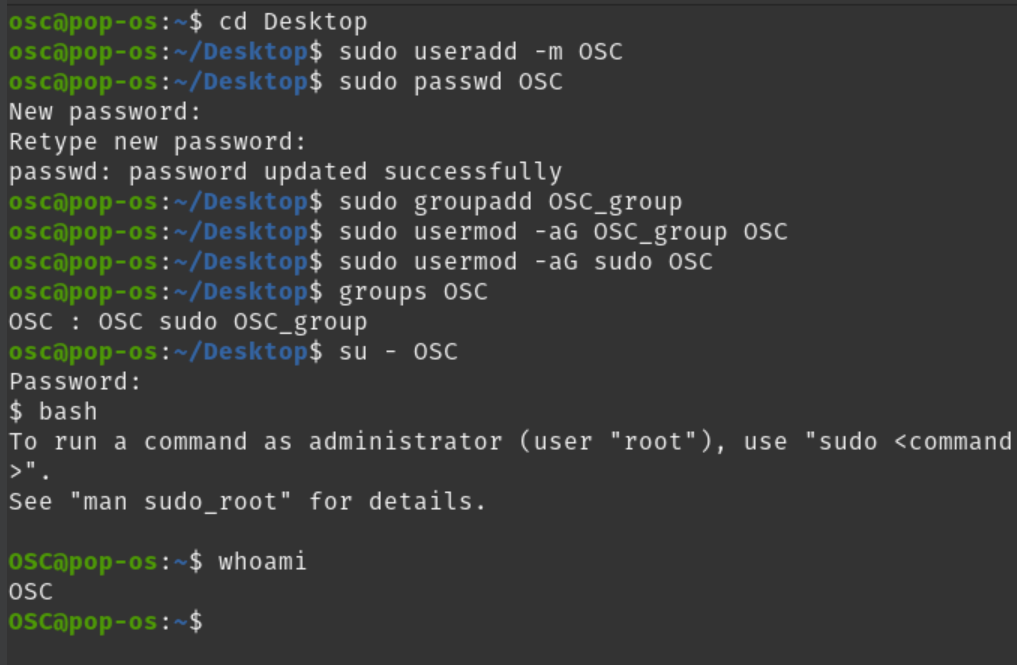 osc@pop-os:~$ cd Desktop
osc@pop-os:~/Desktop$ sudo useradd -m OSC
osc@pop-os:~/Desktop$ sudo passwd OSC
New password:
Retype new password:
passwd: password updated successfully
osc@pop-os:~/Desktop$ sudo groupadd OSC_group
osc@pop-os:~/Desktop$ sudo usermod -aG OSC_group OSC
osc@pop-os:~/Desktop$ sudo usermod -aG sudo OSC
osc@pop-os:~/Desktop$ groups OSC
OSC : OSC sudo OSC_group
osc@pop-os:~/Desktop$ su - OSC
Password:
$ bash
To run a command as administrator (user "root"), use "sudo <command
>".
See "man sudo_root" for details.

OSC@pop-os:~$ whoami
OSC
OSC@pop-os:~$